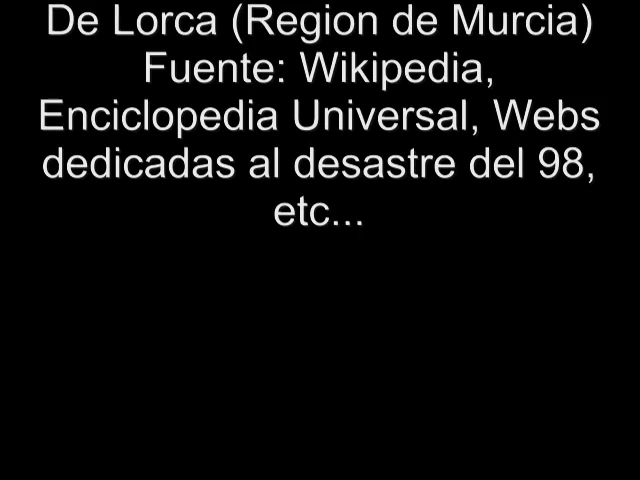 De Lorca (Region de Murcia)
Fuente: Wikipedia,
Enciclopedia Universal, Webs
dedicadas al desastre del 98,
etc...